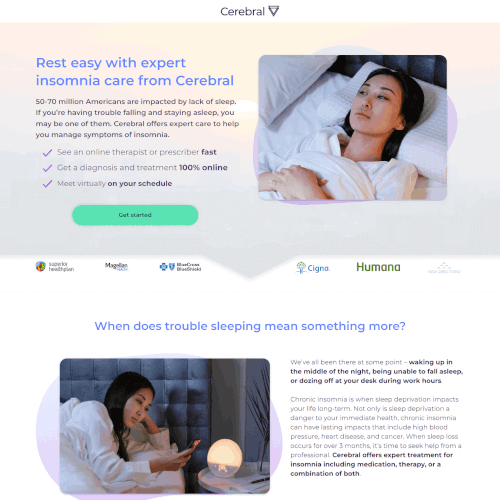 Cerebral
Rest easy with expert
insomnia care from Cerebral
50-70 million Americans are impacted by lack of sleep.
If you're having trouble falling and staying asleep, you
may be one of them. Cerebral offers expert care to help
you manage symptoms of insomnia.
See an online therapist or prescriber fast
Get a diagnosis and treatment 100% online
Meet virtually on your schedule
Get started
superior
healthplan
Magellan
HEALTH
BlueCross
BlueShield
Cigna
Humana
When does trouble sleeping mean something more?
We've all been there at some point – waking up in
the middle of the night, being unable to fall asleep,
or dozing off at your desk during work hours.
Chronic insomnia is when sleep deprivation impacts
your life long-term. Not only is sleep deprivation a
danger to your immediate health, chronic insomnia
can have lasting impacts that include high blood
pressure, heart disease, and cancer. When sleep loss
occurs for over 3 months, it's time to seek help from a
professional. Cerebral offers expert treatment for
insomnia including medication, therapy, or a
combination of both.